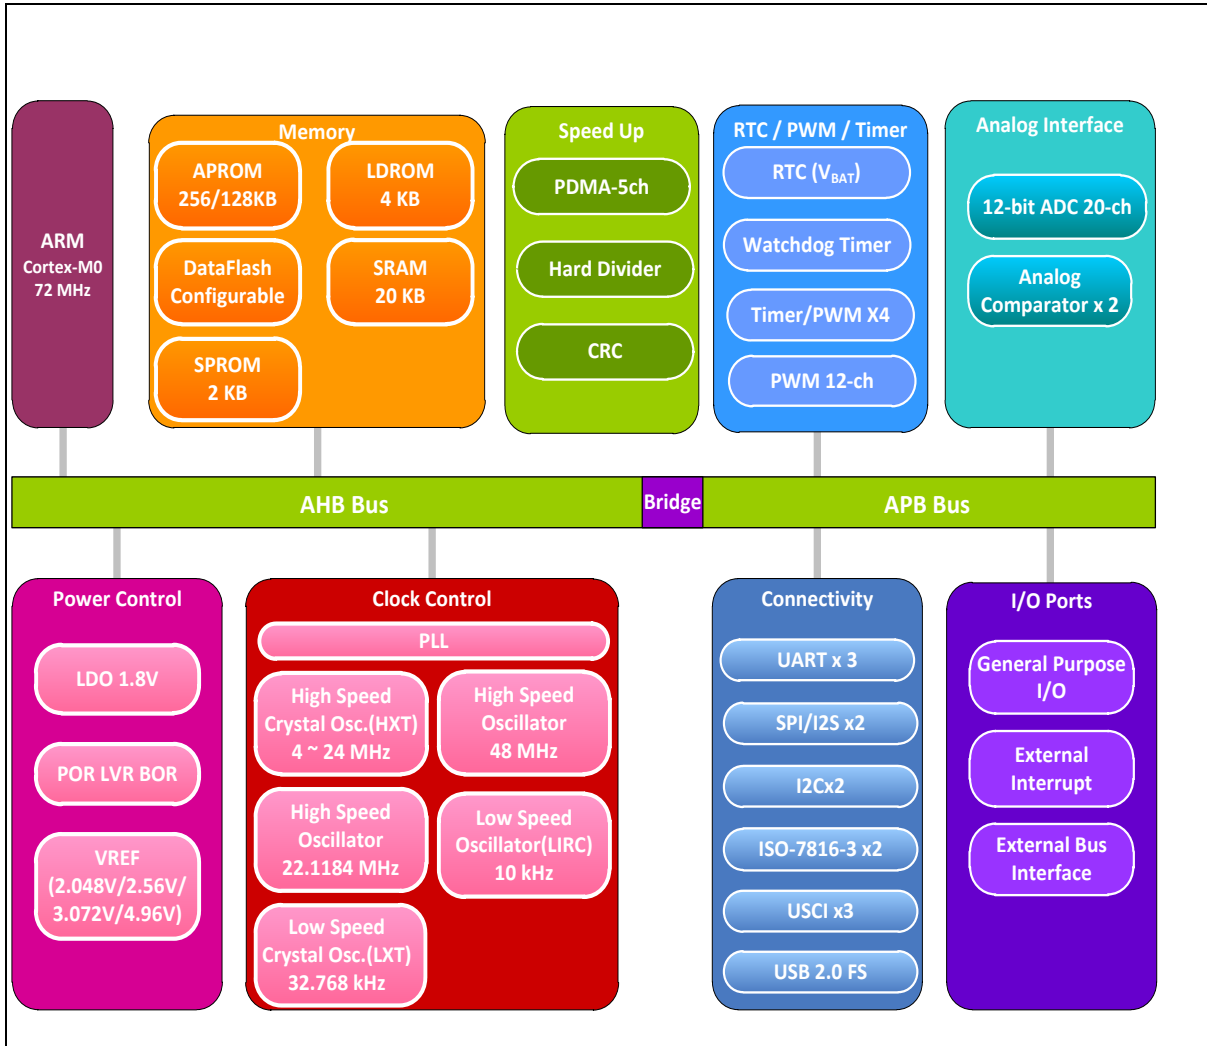 ARM
Cortex-M0
72 MHz
Memory
APROM
256/128KB
LDROM
4 KB
DataFlash
Configurable
SRAM
20 KB
SPROM
2 KB
Speed Up
PDMA-5ch
Hard Divider
CRC
RTC / PWM / Timer
RTC (VBAT)
Watchdog Timer
Timer/PWM X4
PWM 12-ch
Analog Interface
12-bit ADC 20-ch
Analog
Comparator x 2
AHB Bus
Bridge
APB Bus
Power Control
LDO 1.8V
POR LVR BOR
VREF
(2.048V/2.56V/
3.072V/4.96V)
Clock Control
PLL
High Speed
Crystal Osc.(HXT)
4 ~ 24 MHz
High Speed
Oscillator
48 MHz
High Speed
Oscillator
22.1184 MHz
Low Speed
Oscillator(LIRC)
10 kHz
Low Speed
Crystal Osc.(LXT)
32.768 kHz
Connectivity
UART x 3
SPI/I2S x2
I2Cx2
ISO-7816-3 x2
USCI x3
USB 2.0 FS
I/O Ports
General Purpose
I/O
External
Interrupt
External Bus
Interface